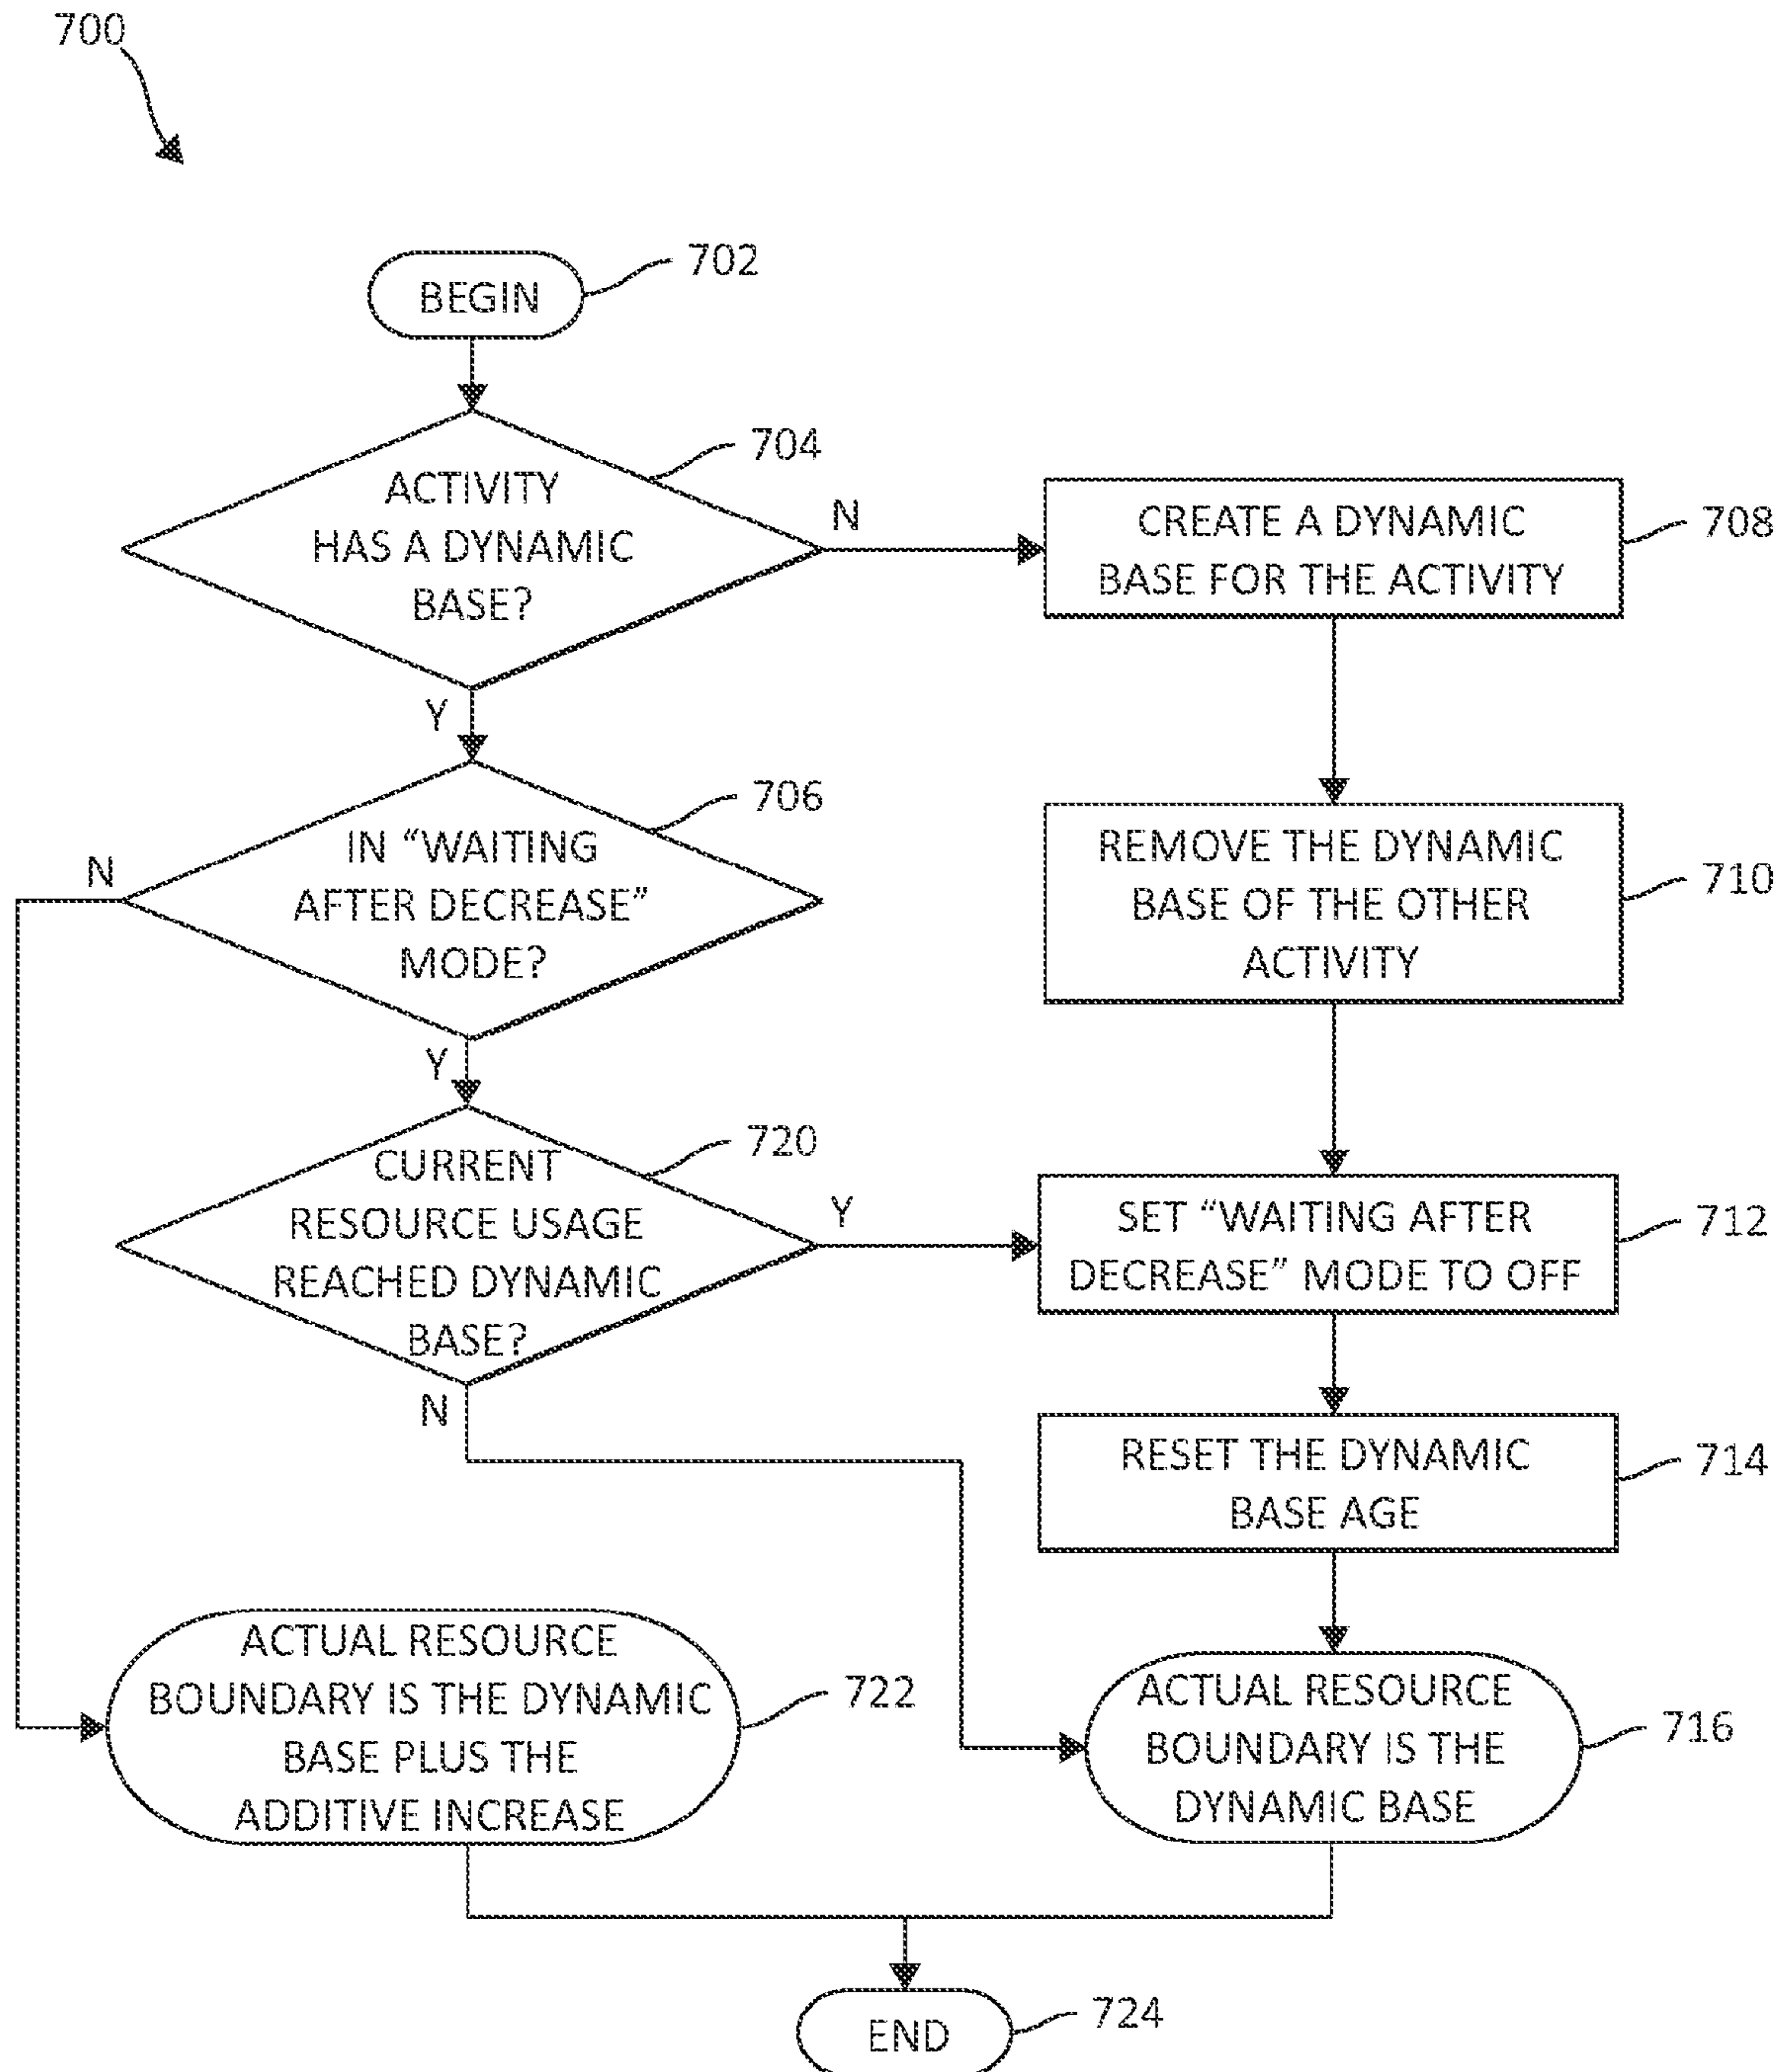 700
BEGIN
702
ACTIVITY
HAS A DYNAMIC
BASE?
704
N
Y
CREATE A DYNAMIC
BASE FOR THE ACTIVITY
708
IN “WAITING
AFTER DECREASE”
MODE?
706
N
Y
REMOVE THE DYNAMIC
BASE OF THE OTHER
ACTIVITY
710
CURRENT
RESOURCE USAGE
REACHED DYNAMIC
BASE?
720
Y
N
SET “WAITING AFTER
DECREASE” MODE TO OFF
712
RESET THE DYNAMIC
BASE AGE
714
ACTUAL RESOURCE
BOUNDARY IS THE DYNAMIC
BASE PLUS THE
ADDITIVE INCREASE
722
ACTUAL RESOURCE
BOUNDARY IS THE
DYNAMIC BASE
716
END
724